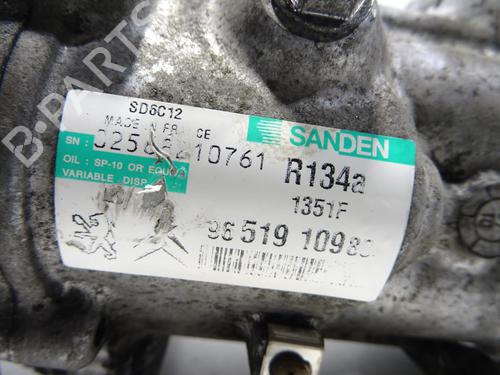 SD6C12
MADE IN FRANCE
SANDEN
SN :
10761
R134a
OIL : SP-10 OR EQUIV
VARIABLE DISP
1351F
96 519 10980
B-PARTS